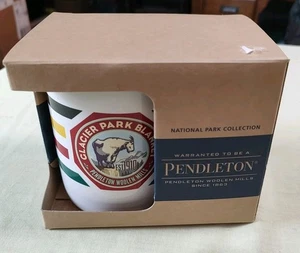 GLACIER PARK BLA
PENDLETON WOOLEN MILLS
NATIONAL PARK COLLECTION
WARRANTED TO BE A
PENDLETON®
PENDLETON WOOLEN MILLS
SINCE 1863